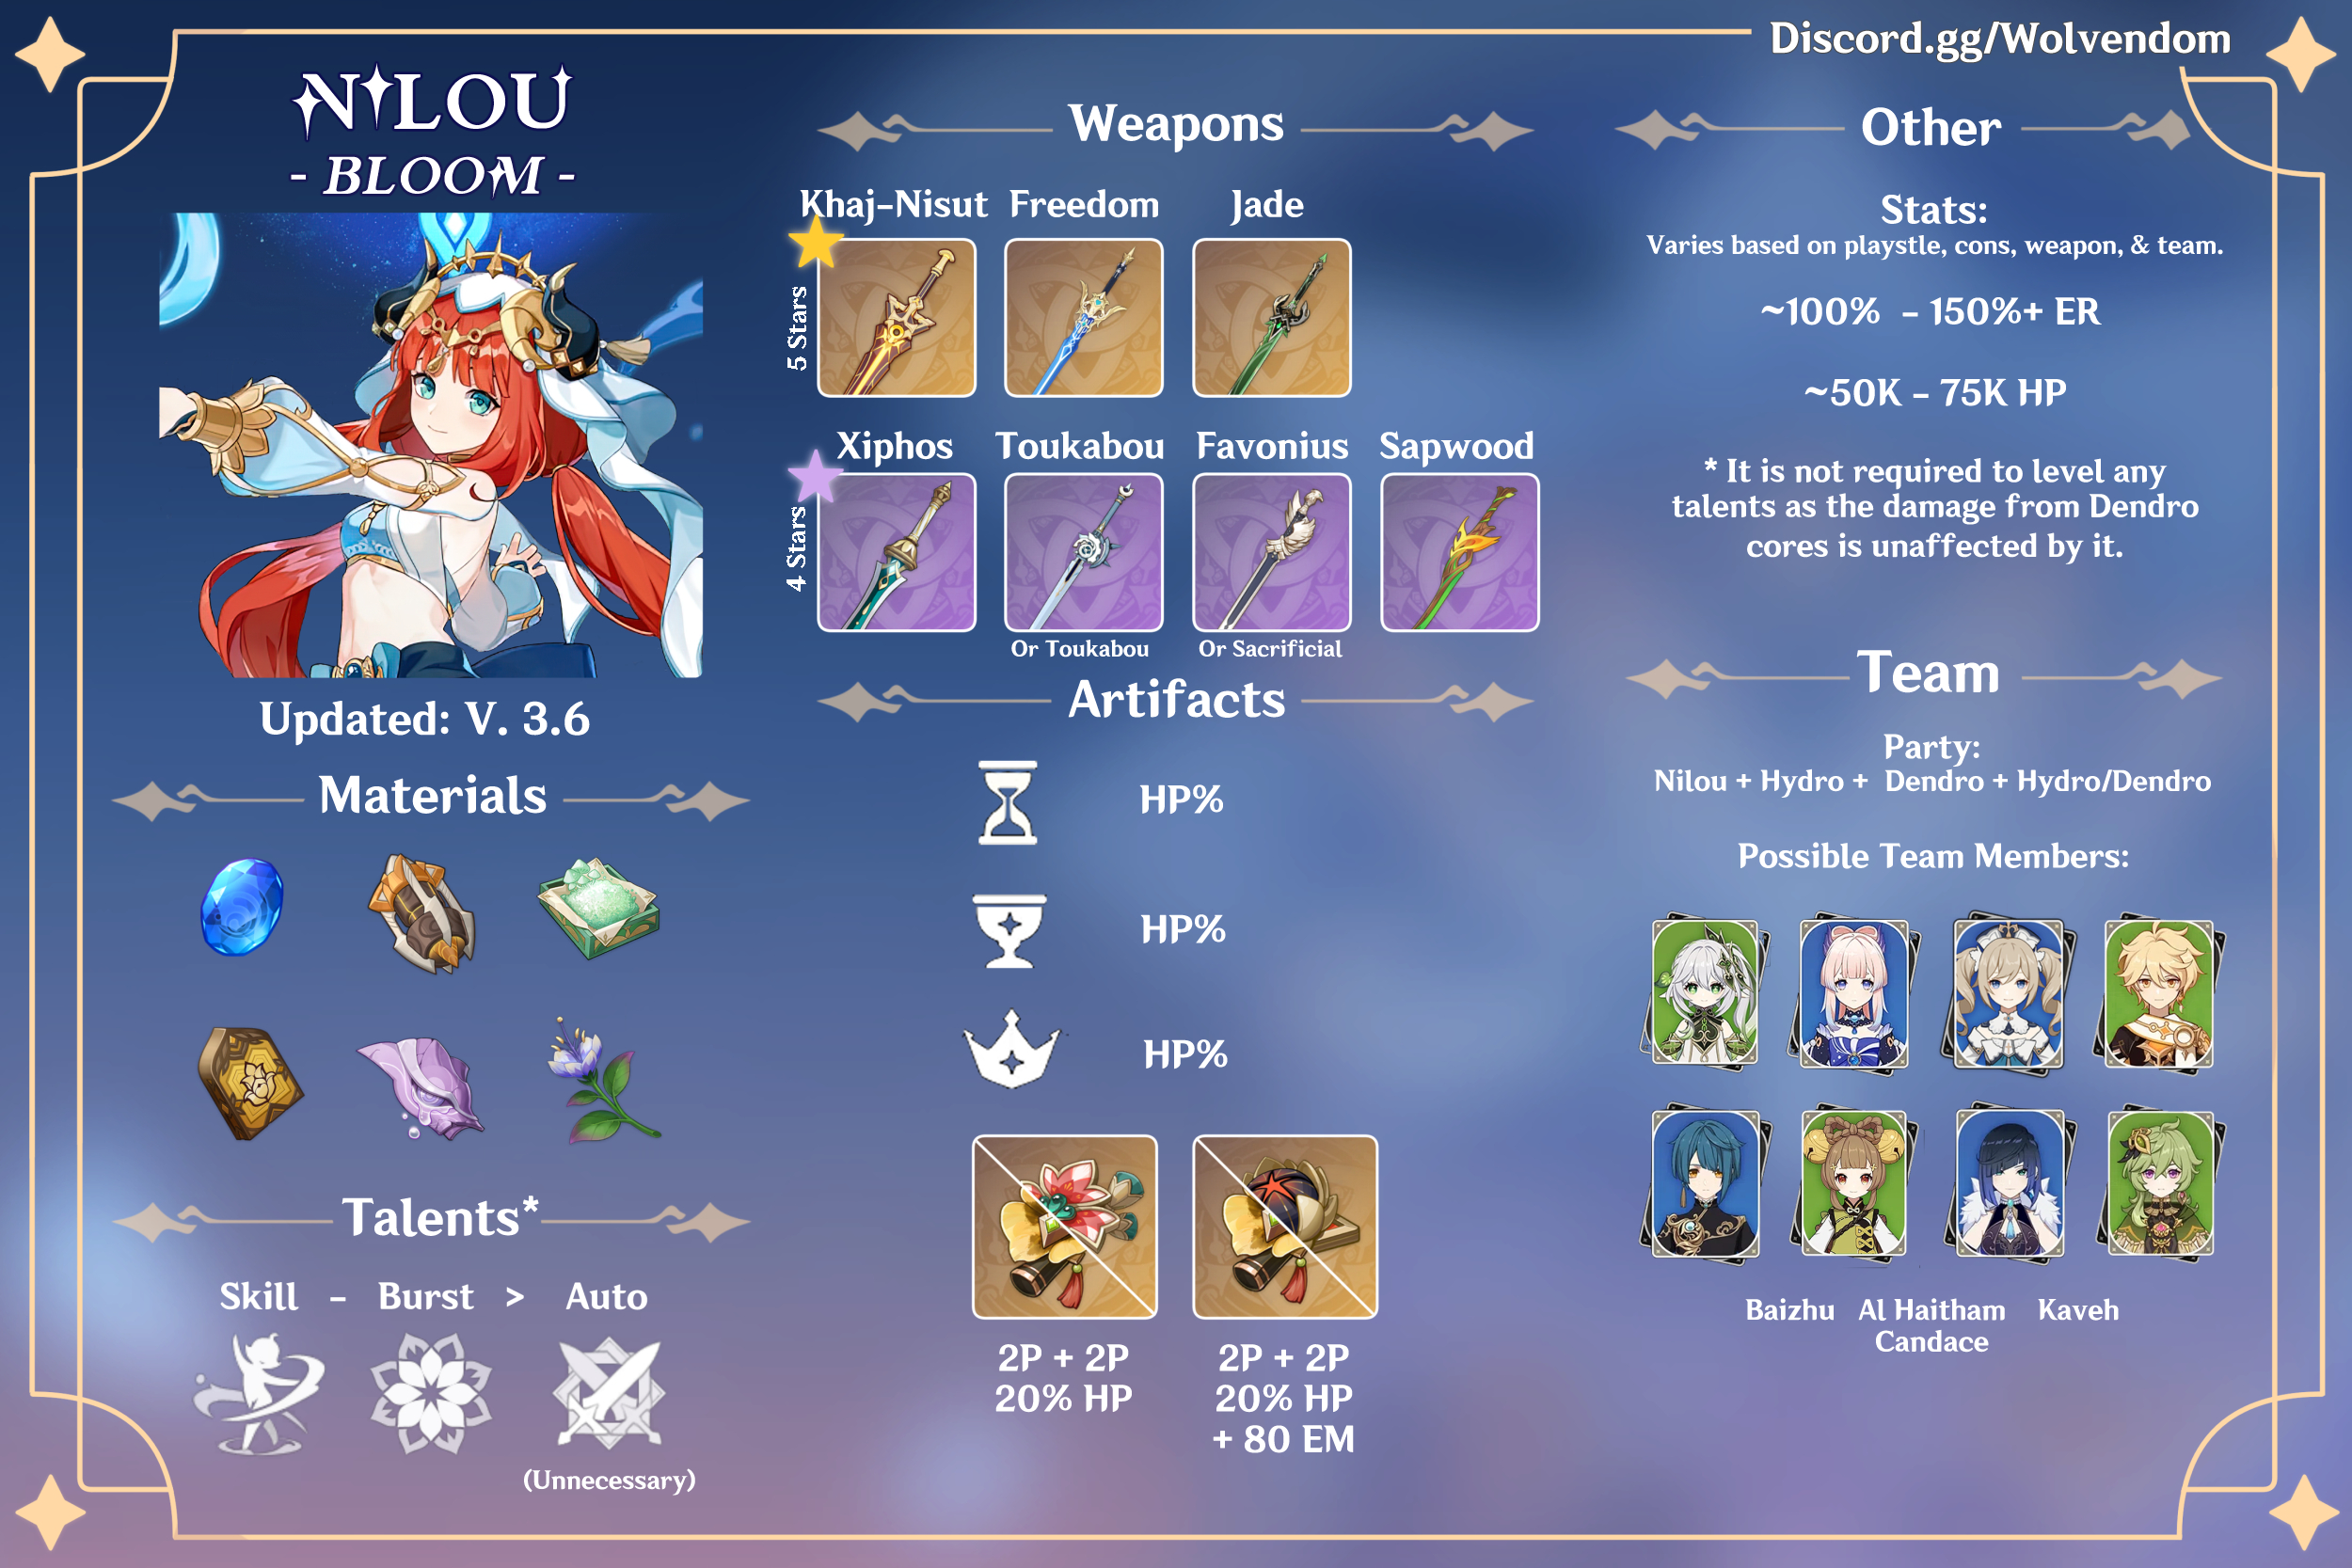 Discord.gg/Wolvendom
NILOU
- BLOOM -
Updated: V. 3.6
Materials
Talents*
Skill - Burst > Auto
(Unnecessary)
Weapons
Khaj-Nisut Freedom Jade
5 Stars
Xiphos Toukabou Favonius Sapwood
4 Stars
Or Toukabou Or Sacrificial
Artifacts
HP%
HP%
HP%
2P + 2P
20% HP
2P + 2P
20% HP
+ 80 EM
Other
Stats:
Varies based on playstle, cons, weapon, & team.
~100% - 150%+ ER
~50K - 75K HP
* It is not required to level any
talents as the damage from Dendro
cores is unaffected by it.
Team
Party:
Nilou + Hydro + Dendro + Hydro/Dendro
Possible Team Members:
Baizhu Al Haitham Kaveh
Candace